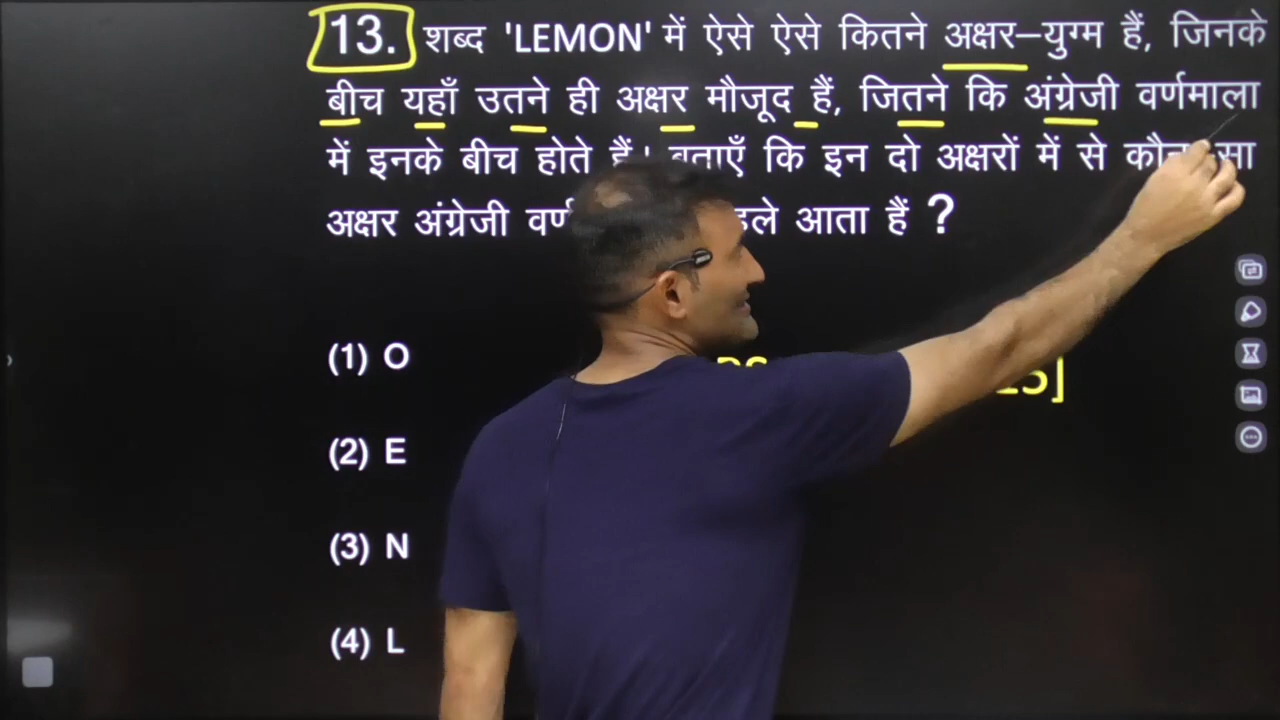 13. शब्द 'LEMON' में ऐसे ऐसे कितने अक्षर–युग्म हैं, जिनके
बीच यहाँ उतने ही अक्षर मौजूद हैं, जितने कि अंग्रेजी वर्णमाला
में इनके बीच होते हैं। बताएँ कि इन दो अक्षरों में से कौन सा
अक्षर अंग्रेजी आता हैं ?
(1) O
(2) E
(3) N
(4) L